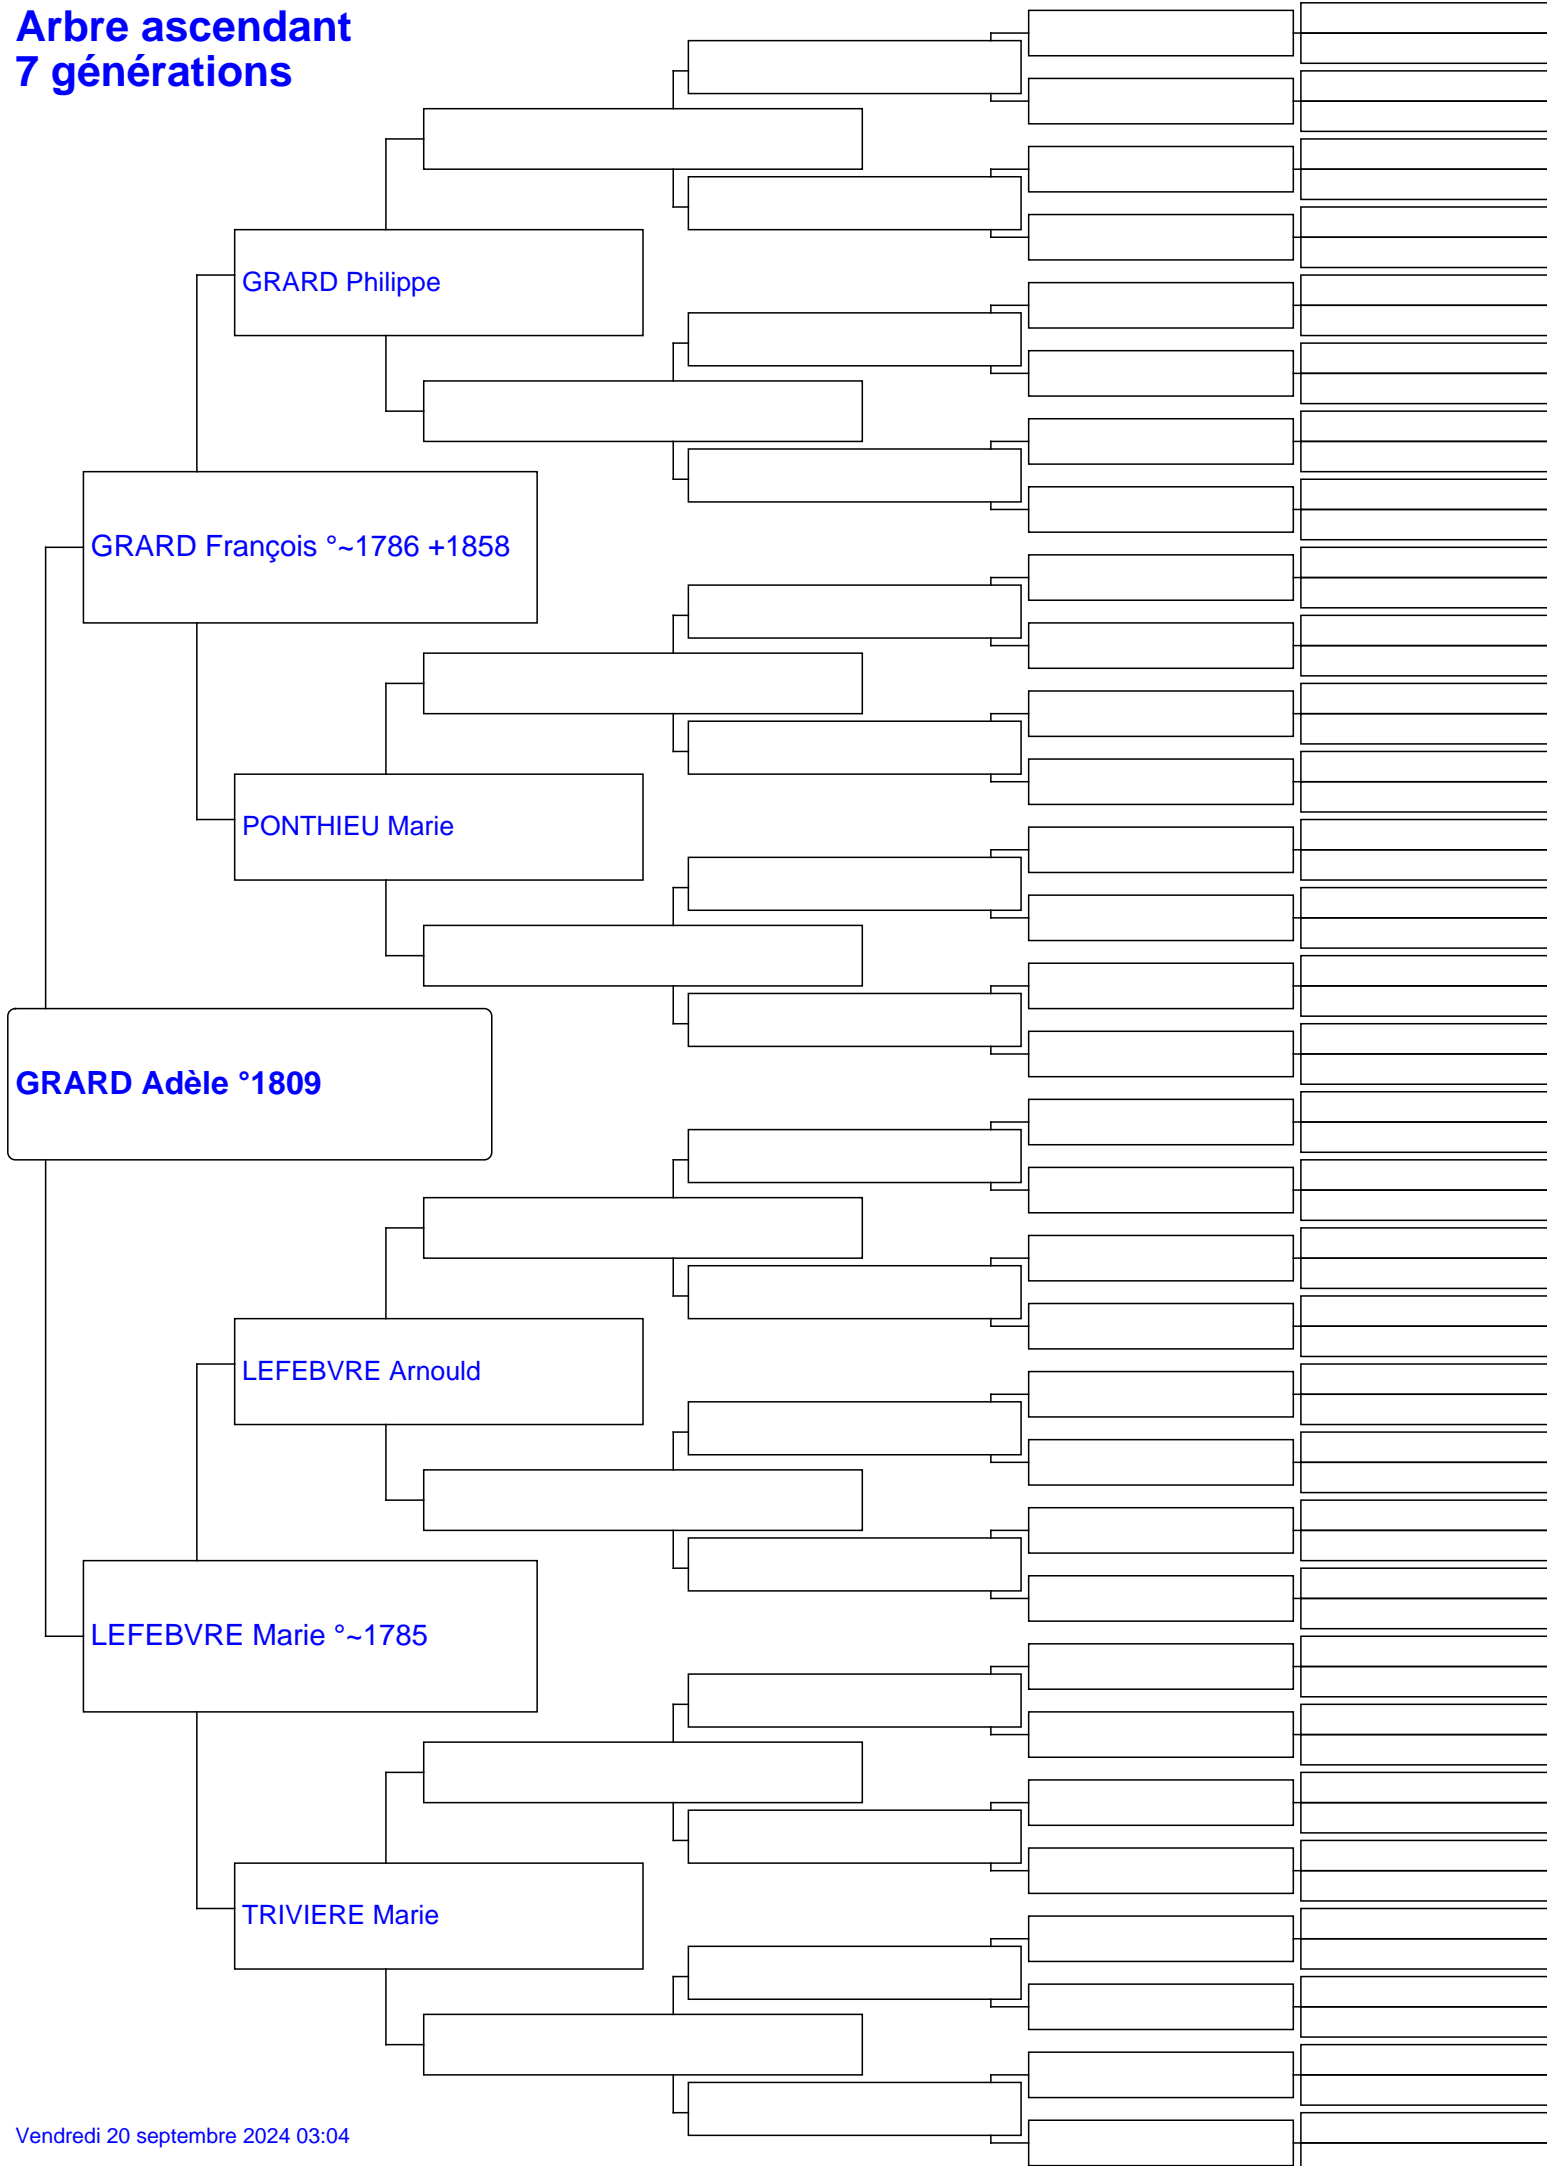 Arbre ascendant
7 générations
GRARD Philippe
GRARD François °~1786 +1858
PONTHIEU Marie
GRARD Adèle °1809
LEFEBVRE Arnould
LEFEBVRE Marie °~1785
TRIVIERE Marie
Vendredi 20 septembre 2024 03:04